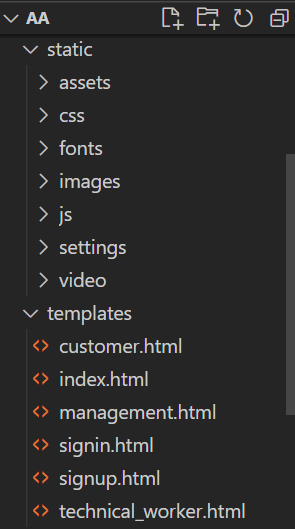 AA
static
assets
css
fonts
images
js
settings
video
templates
customer.html
index.html
management.html
signin.html
signup.html
technical_worker.html